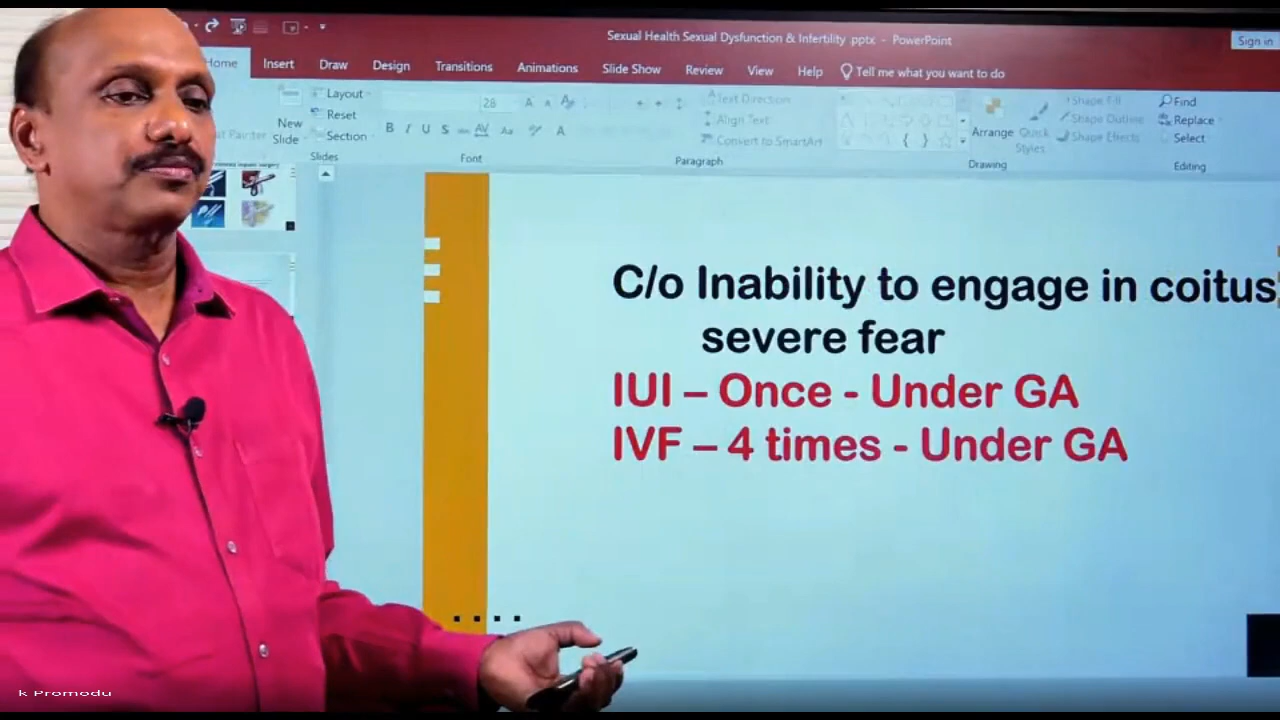 Sexual Health Sexual Dysfunction & Infertility .pptx - PowerPoint
Sign in
Home Insert Draw Design Transitions Animations Slide Show Review View Help Tell me what you want to do
Layout
Reset
Section
New
Slide
Painter
Slides
28
B I U S
Font
Text Direction
Align Text
Convert to SmartArt
Paragraph
Arrange
Quick
Styles
Shape Fill
Shape Outline
Shape Effects
Drawing
Find
Replace
Select
Editing
C/o Inability to engage in coitus;
severe fear
IUI – Once - Under GA
IVF – 4 times - Under GA
k Promodu